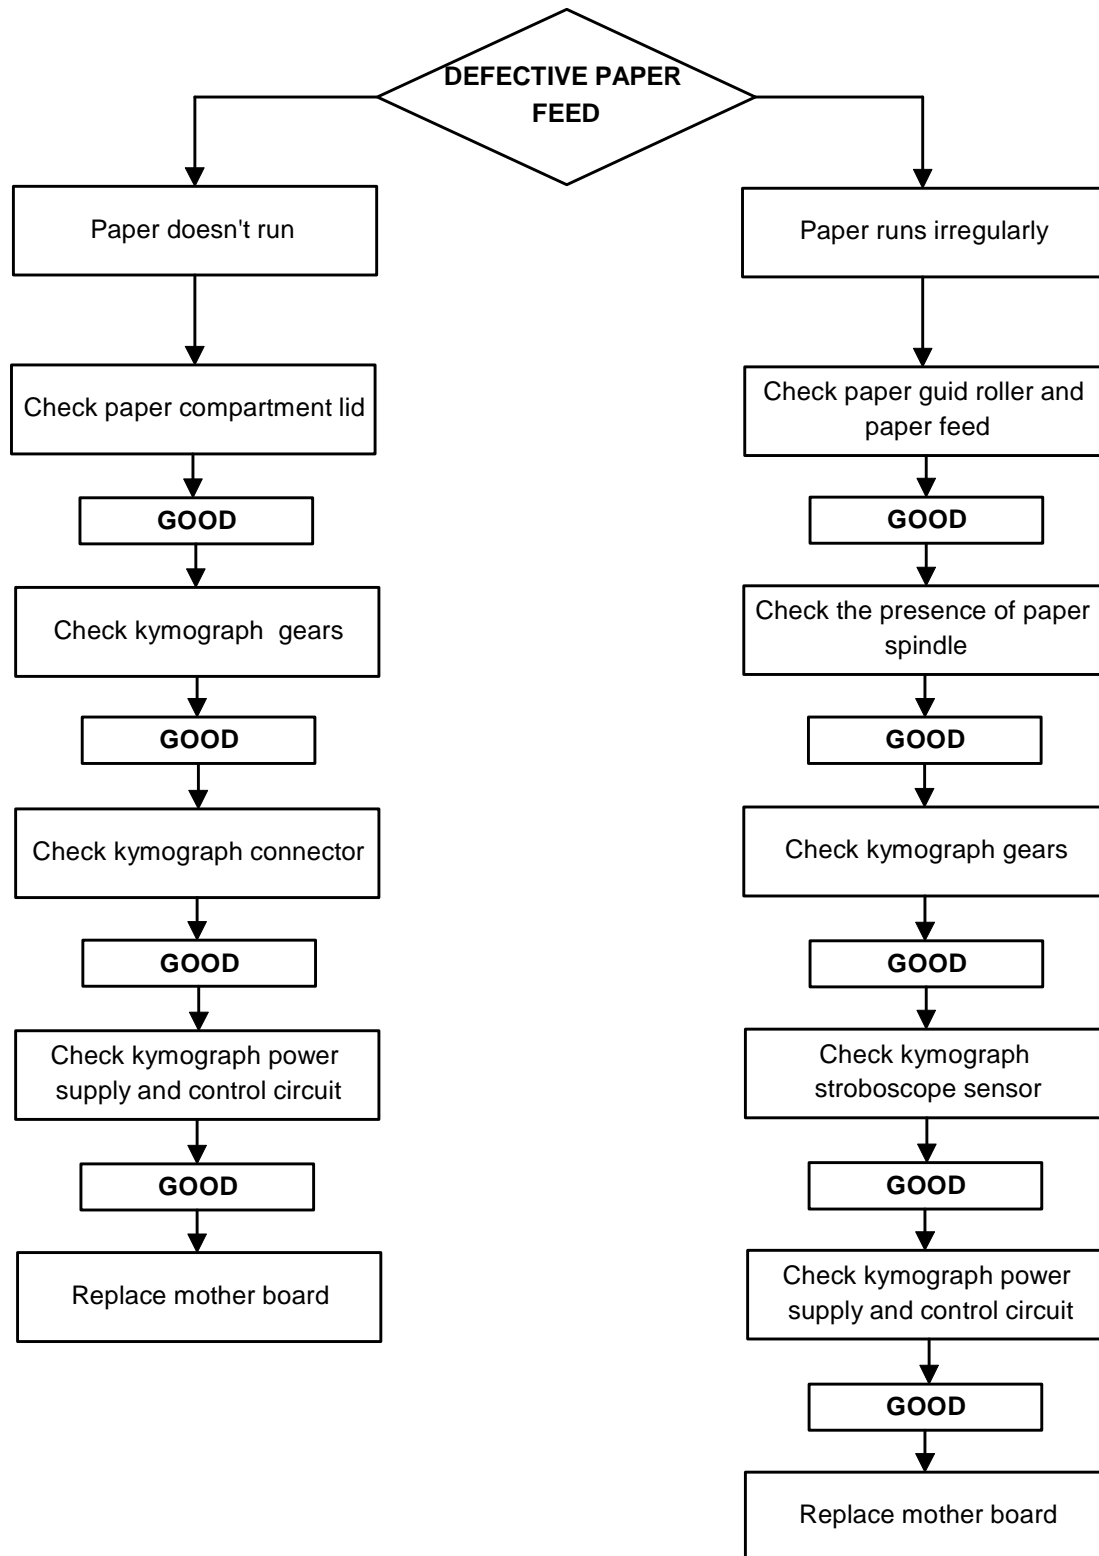 DEFECTIVE PAPER
FEED
Paper doesn't run
Check paper compartment lid
GOOD
Check kymograph gears
GOOD
Check kymograph connector
GOOD
Check kymograph power
supply and control circuit
GOOD
Replace mother board
Paper runs irregularly
Check paper guid roller and
paper feed
GOOD
Check the presence of paper
spindle
GOOD
Check kymograph gears
GOOD
Check kymograph
stroboscope sensor
GOOD
Check kymograph power
supply and control circuit
GOOD
Replace mother board